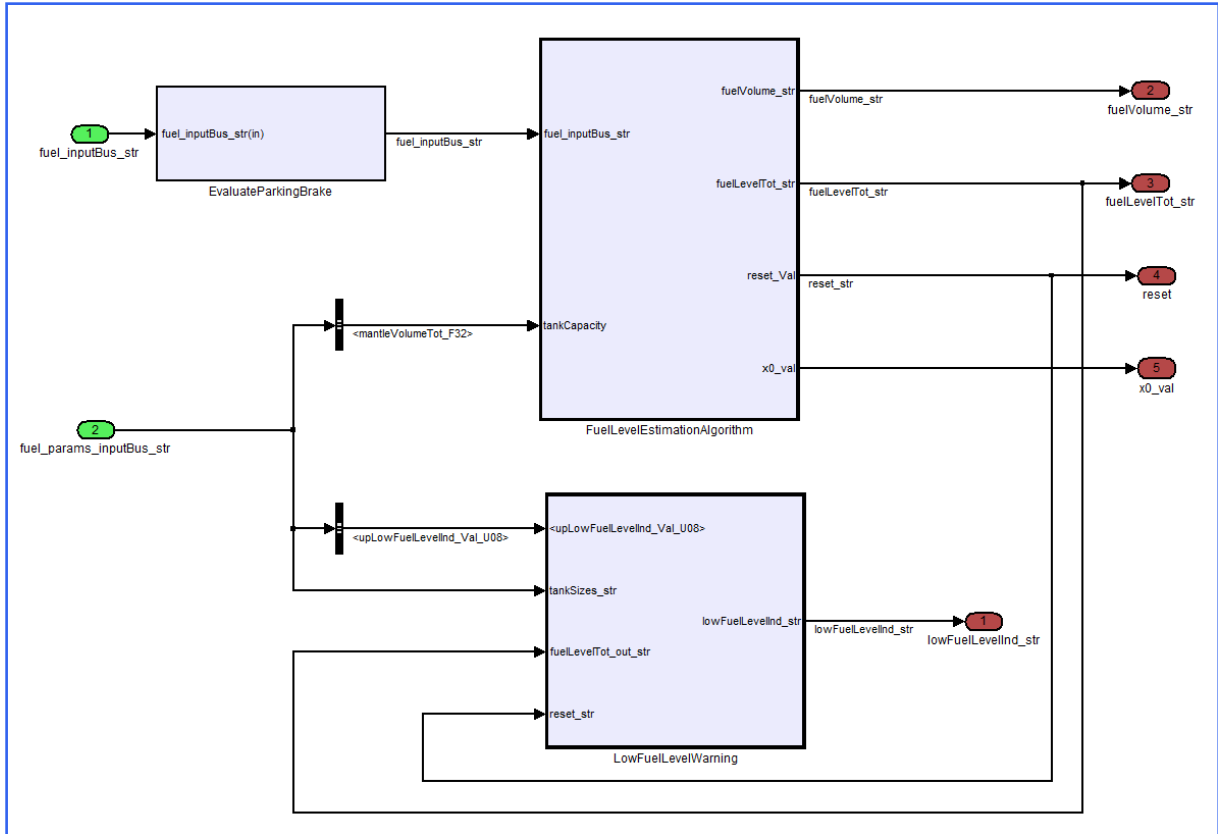 fuelVolume_str
fuelVolume_str
2
fuelVolume_str
1
fuel_inputBus_str
fuel_inputBus_str(in)
fuel_inputBus_str
EvaluateParkingBrake
fuel_inputBus_str
fuelLevelTot_str
fuelLevelTot_str
3
fuelLevelTot_str
reset_Val
reset_str
4
reset
<mantleVolumeTot_F32>
tankCapacity
x0_val
5
x0_val
FuelLevelEstimationAlgorithm
2
fuel_params_inputBus_str
<upLowFuelLevelInd_Val_U08>
<upLowFuelLevelInd_Val_U08>
tankSizes_str
lowFuelLevelInd_str
lowFuelLevelInd_str
1
lowFuelLevelInd_str
fuelLevelTot_out_str
reset_str
LowFuelLevelWarning